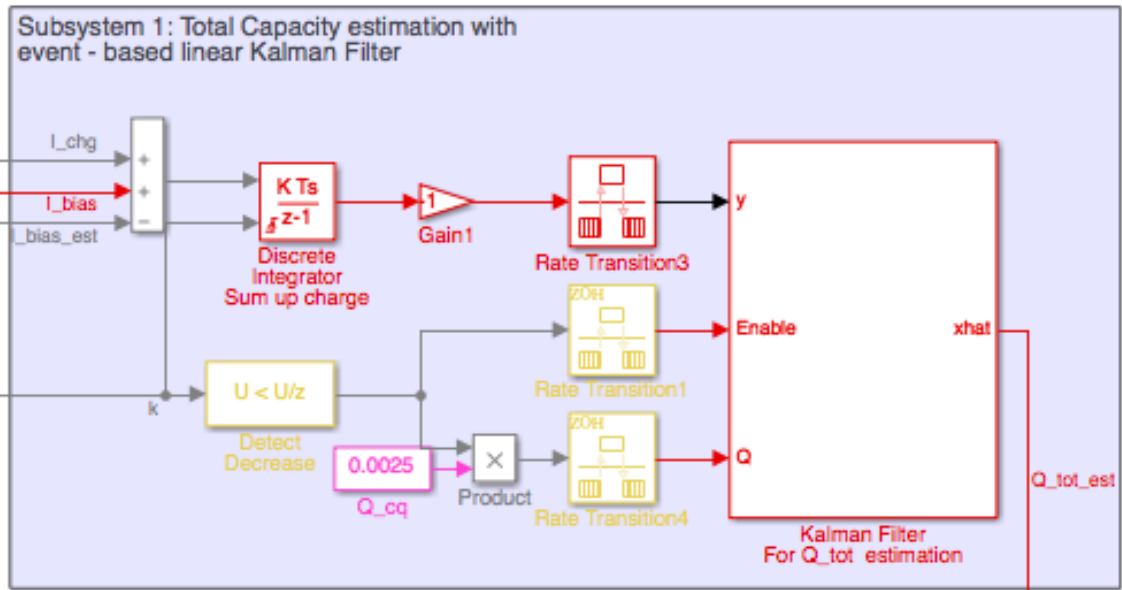 Subsystem 1: Total Capacity estimation with
event - based linear Kalman Filter
I_chg
+
+
I_bias
−
I_bias_est
K Ts
z-1
Discrete
Integrator
Sum up charge
1
Gain1
Rate Transition3
y
ZOH
Rate Transition1
Enable
xhat
k
U < U/z
Detect
Decrease
0.0025
Q_cq
×
Product
ZOH
Rate Transition4
Q
Q_tot_est
Kalman Filter
For Q_tot estimation